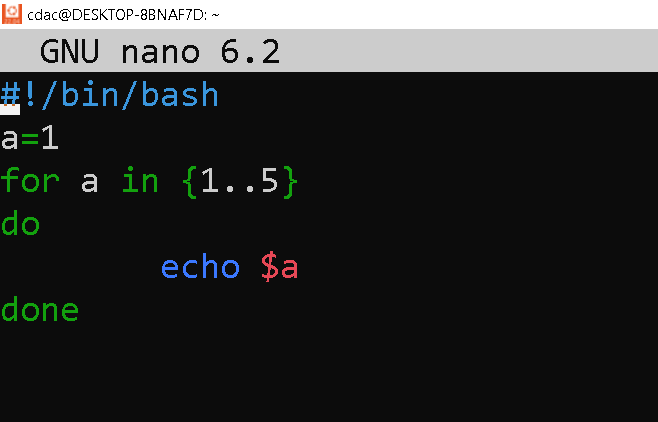 cdac@DESKTOP-8BNAF7D: ~
GNU nano 6.2
#!/bin/bash
a=1
for a in {1..5}
do
        echo $a
done